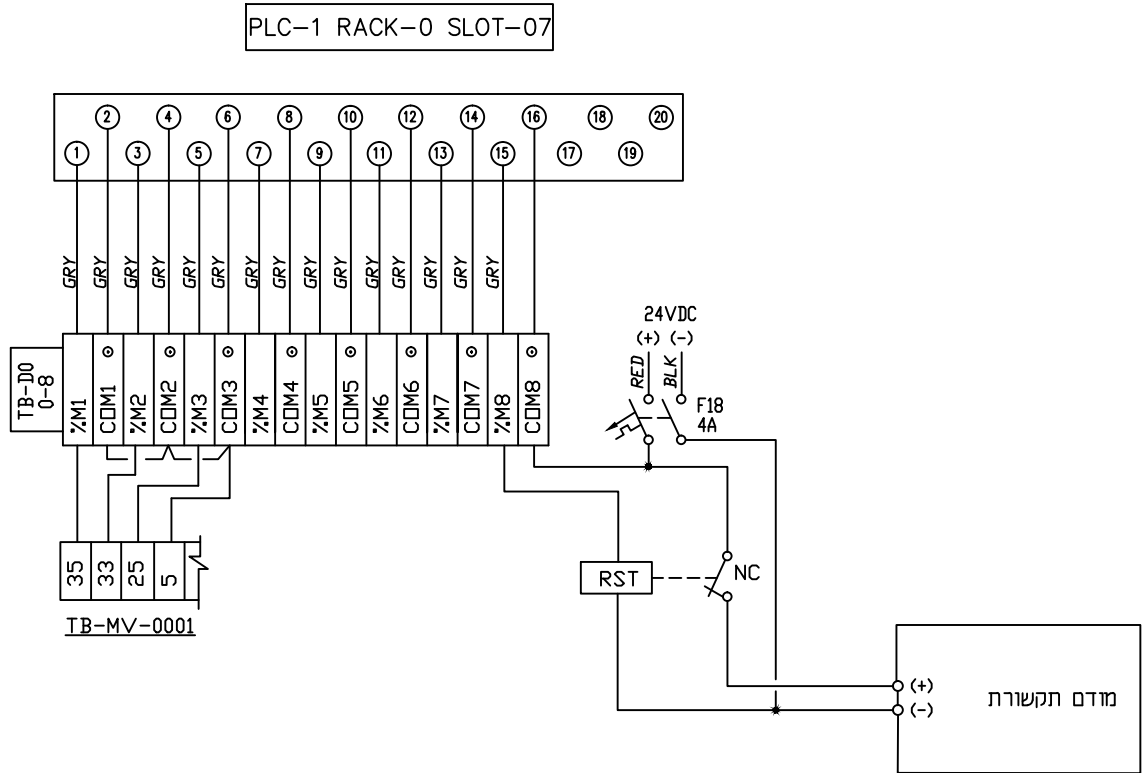 PLC-1 RACK-0 SLOT-07
2 4 6 8 10 12 14 16 18 20
1 3 5 7 9 11 13 15 17 19
GRY GRY GRY GRY GRY GRY GRY GRY GRY GRY GRY GRY GRY GRY GRY
24VDC
(+) (-)
RED BLK
F18
4A
TB-DO
0-8
%M1 COM1 %M2 COM2 %M3 COM3 %M4 COM4 %M5 COM5 %M6 COM6 %M7 COM7 %M8 COM8
35 33 25 5
TB-MV-0001
RST
NC
(+)
(-)
מודם תקשורת